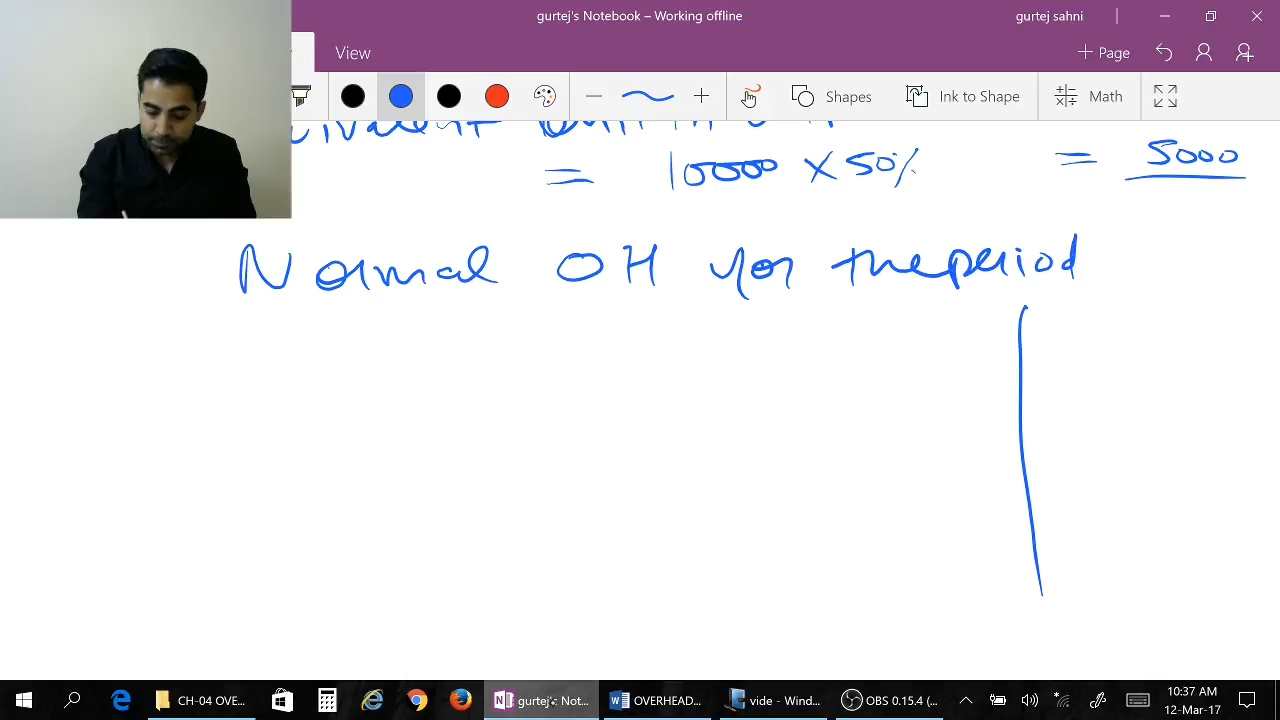 gurtej's Notebook – Working offline
gurtej sahni
View
Page
Shapes
Ink to Shape
Math
= 10000 × 50% = 5000
Normal OH for the period
CH-04 OVE...
gurtej's Not...
OVERHEAD...
vide - Wind...
OBS 0.15.4 (...
10:37 AM
12-Mar-17